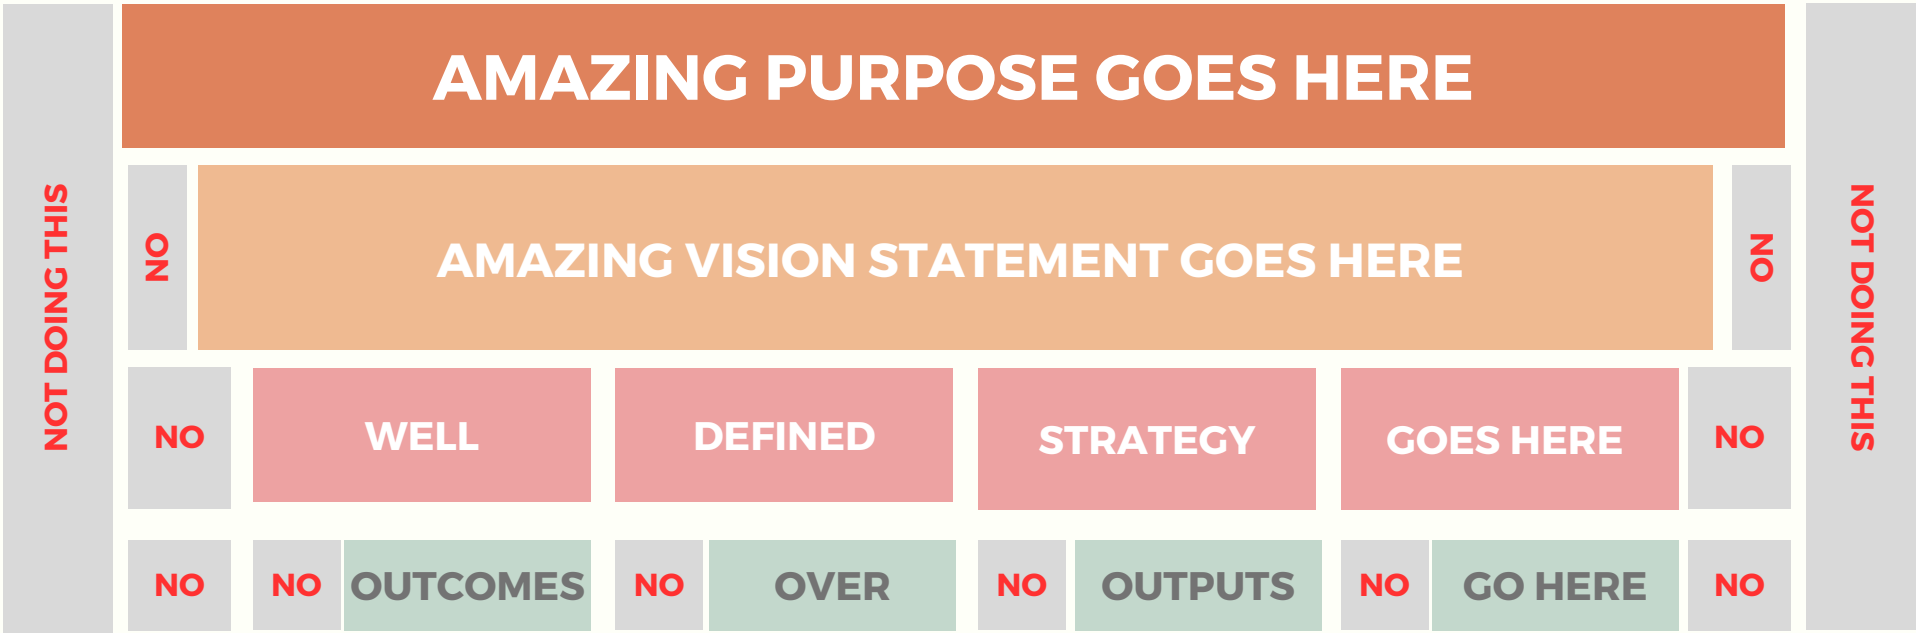 AMAZING PURPOSE GOES HERE
NOT DOING THIS
NO
AMAZING VISION STATEMENT GOES HERE
NO
NOT DOING THIS
NO
WELL
DEFINED
STRATEGY
GOES HERE
NO
NO
NO
OUTCOMES
NO
OVER
NO
OUTPUTS
NO
GO HERE
NO